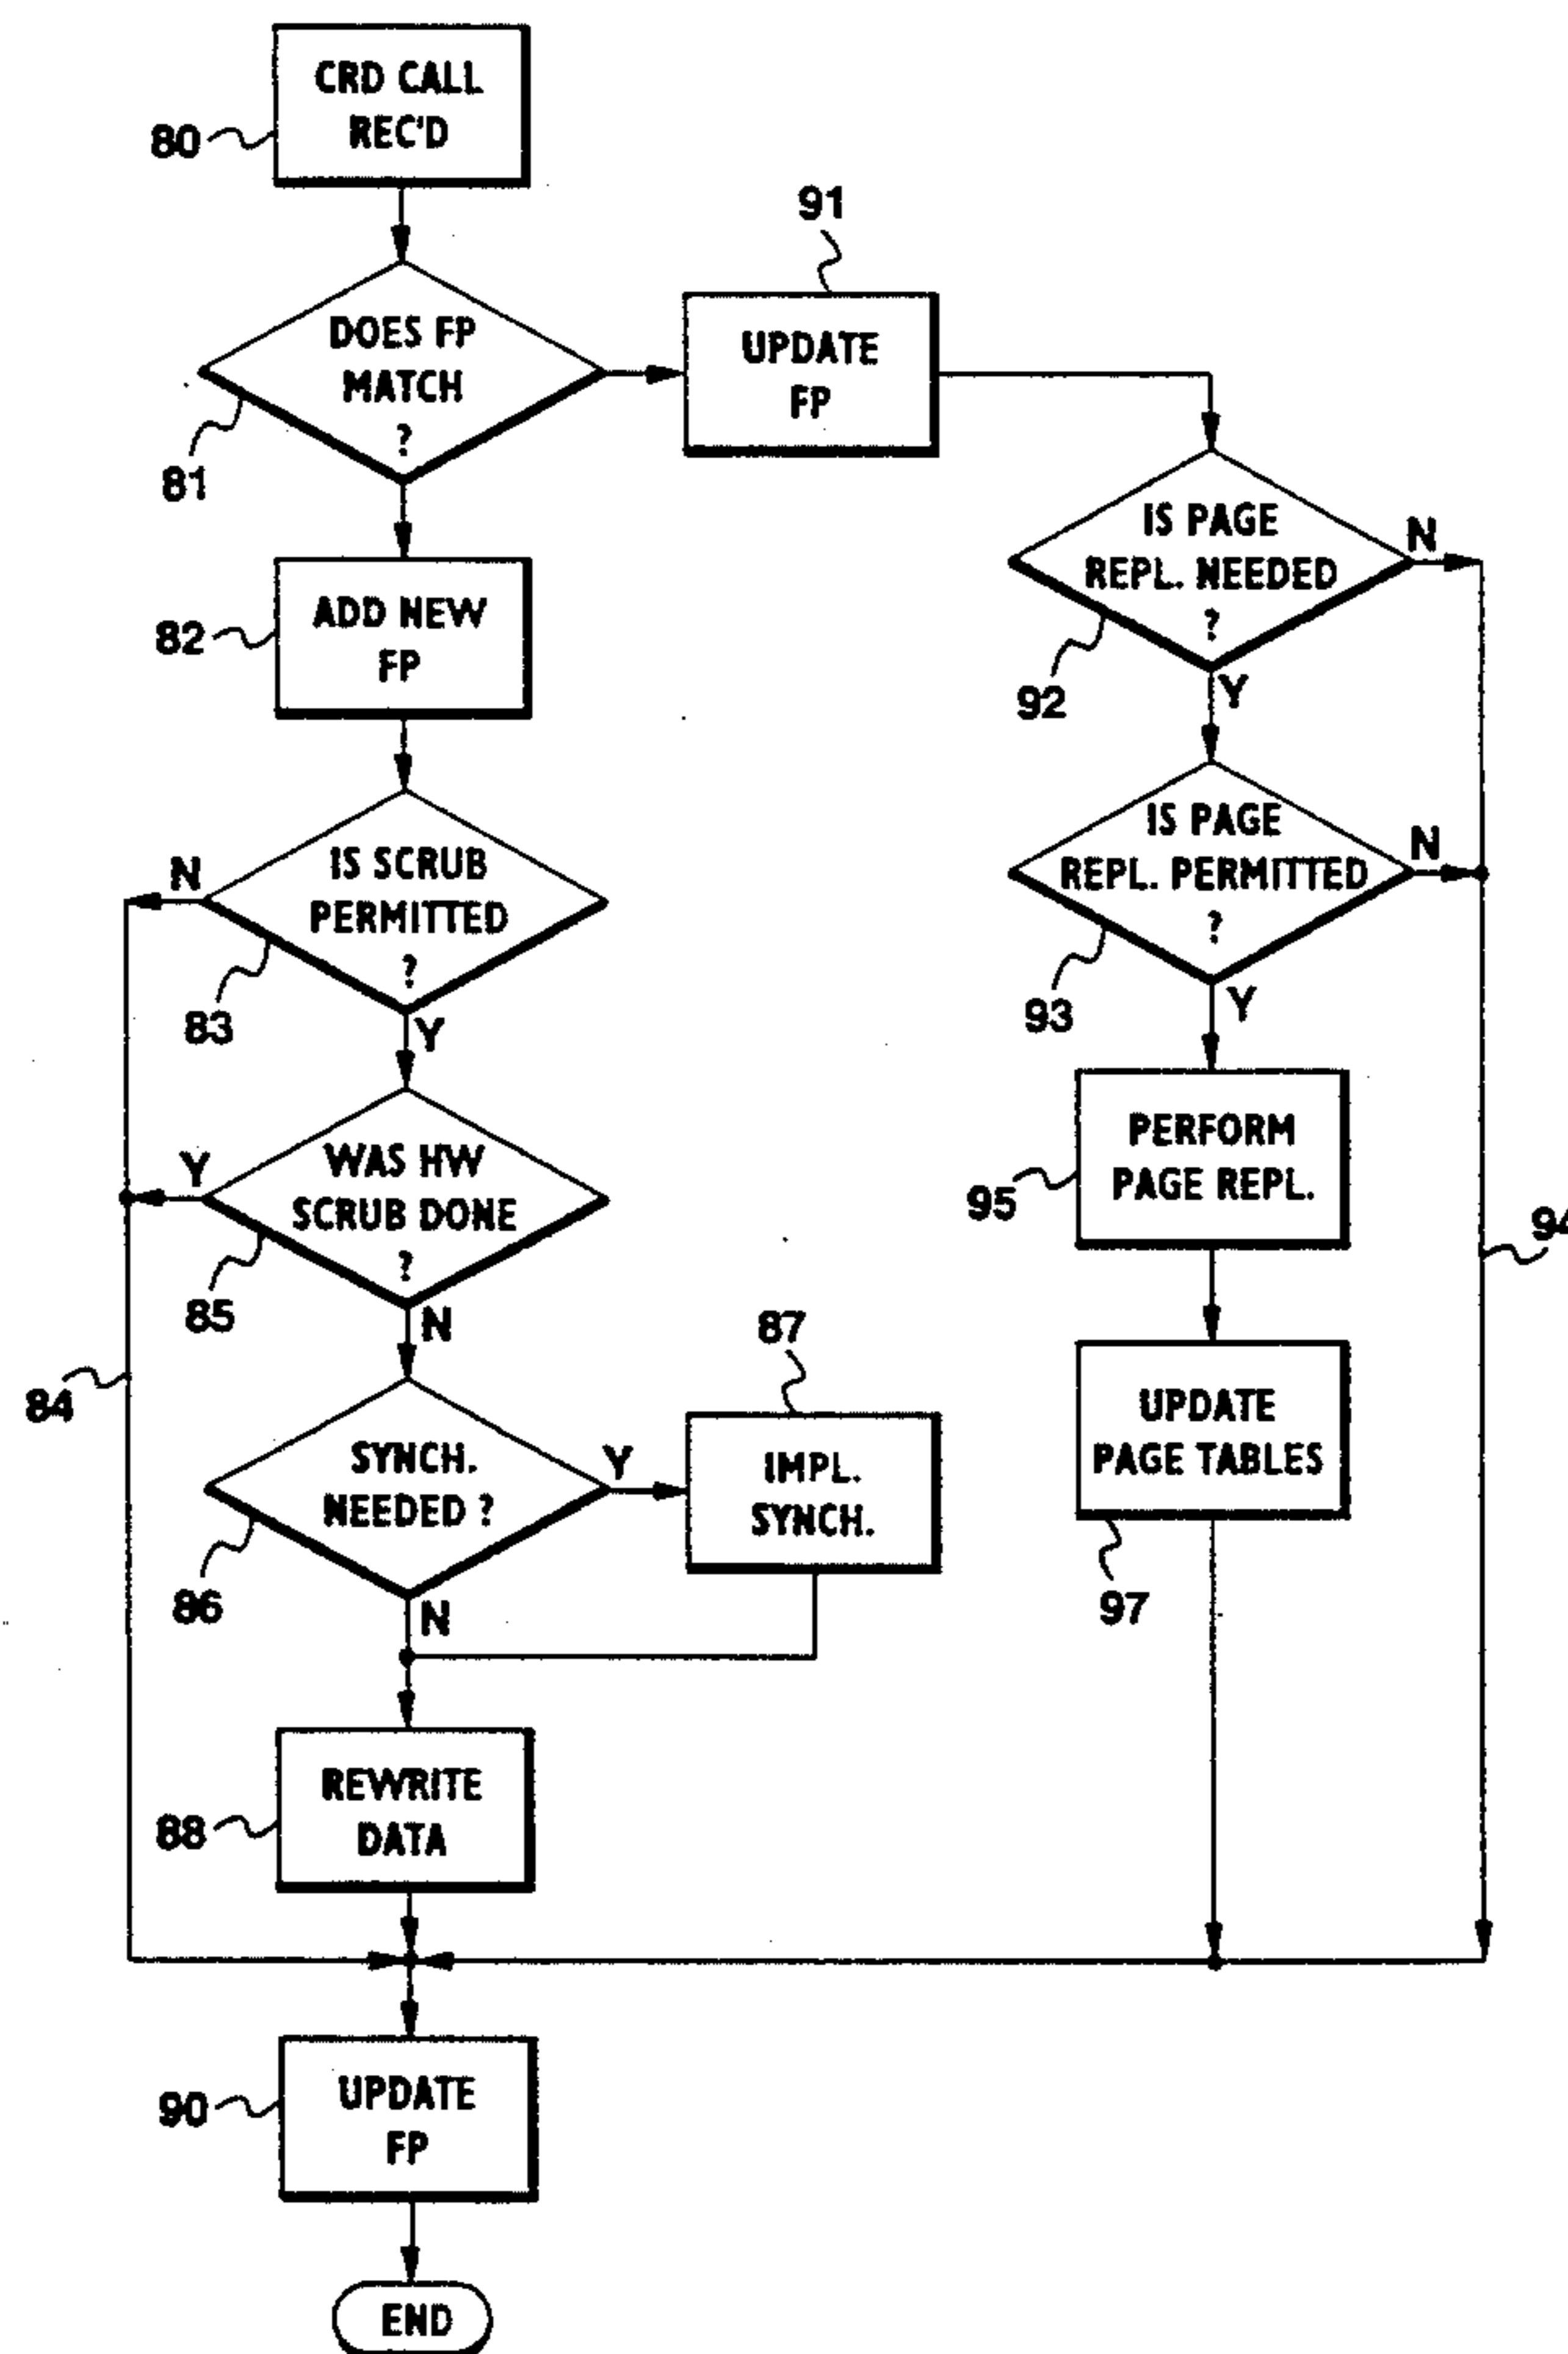 CRD CALL
REC'D
80
91
DOES FP
MATCH
?
81
UPDATE
FP
ADD NEW
FP
82
IS PAGE
REPL. NEEDED
?
N
Y
92
IS SCRUB
PERMITTED
?
N
Y
83
IS PAGE
REPL. PERMITTED
?
N
Y
93
WAS HW
SCRUB DONE
?
Y
N
85
PERFORM
PAGE REPL.
95
94
84
87
SYNCH.
NEEDED ?
Y
N
86
IMPL.
SYNCH.
UPDATE
PAGE TABLES
97
REWRITE
DATA
88
UPDATE
FP
90
END